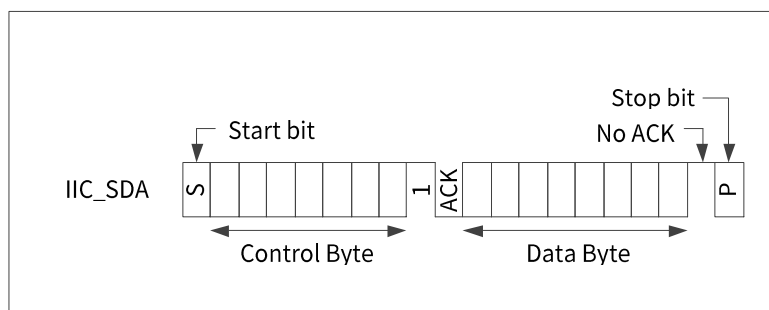 Stop bit
Start bit
No ACK
IIC_SDA
S
1
ACK
P
Control Byte
Data Byte